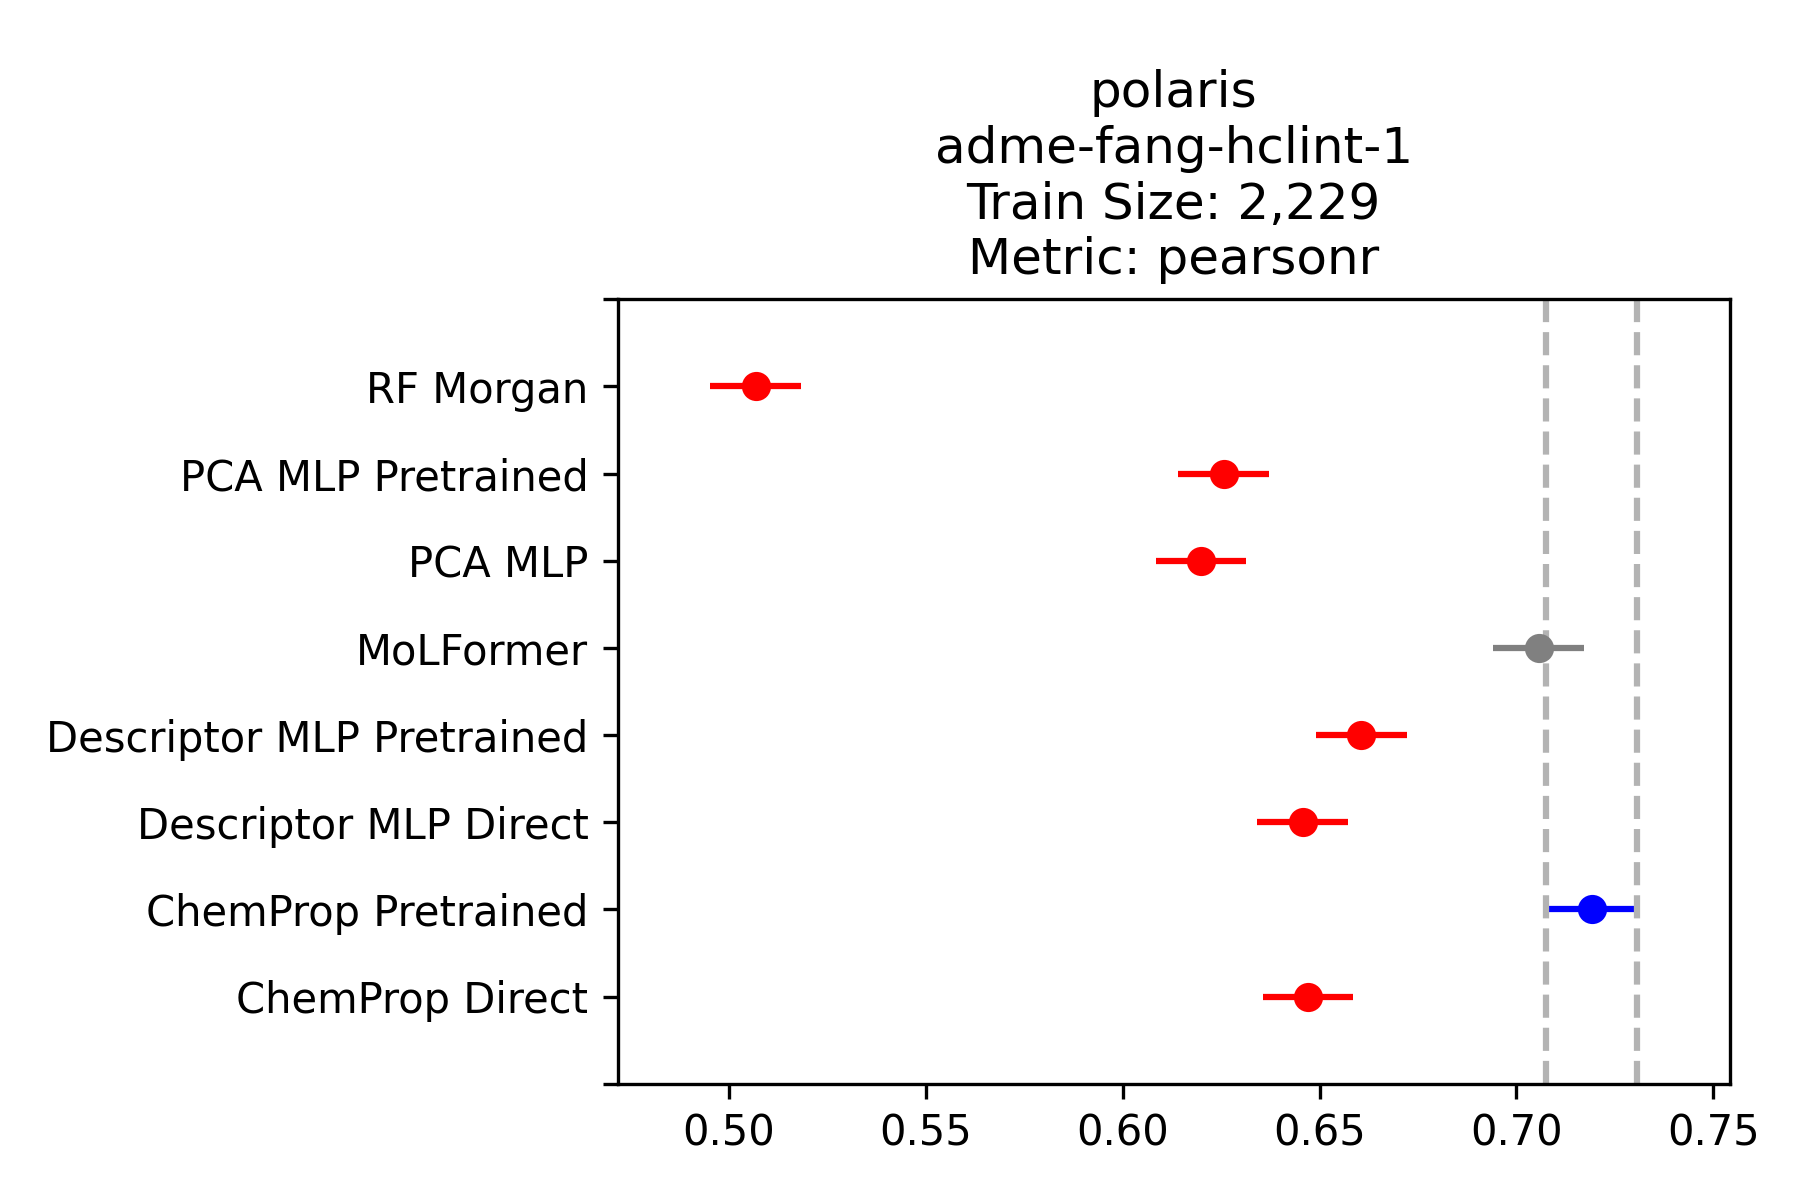 polaris
adme-fang-hclint-1
Train Size: 2,229
Metric: pearsonr
RF Morgan
PCA MLP Pretrained
PCA MLP
MoLFormer
Descriptor MLP Pretrained
Descriptor MLP Direct
ChemProp Pretrained
ChemProp Direct
0.50 0.55 0.60 0.65 0.70 0.75